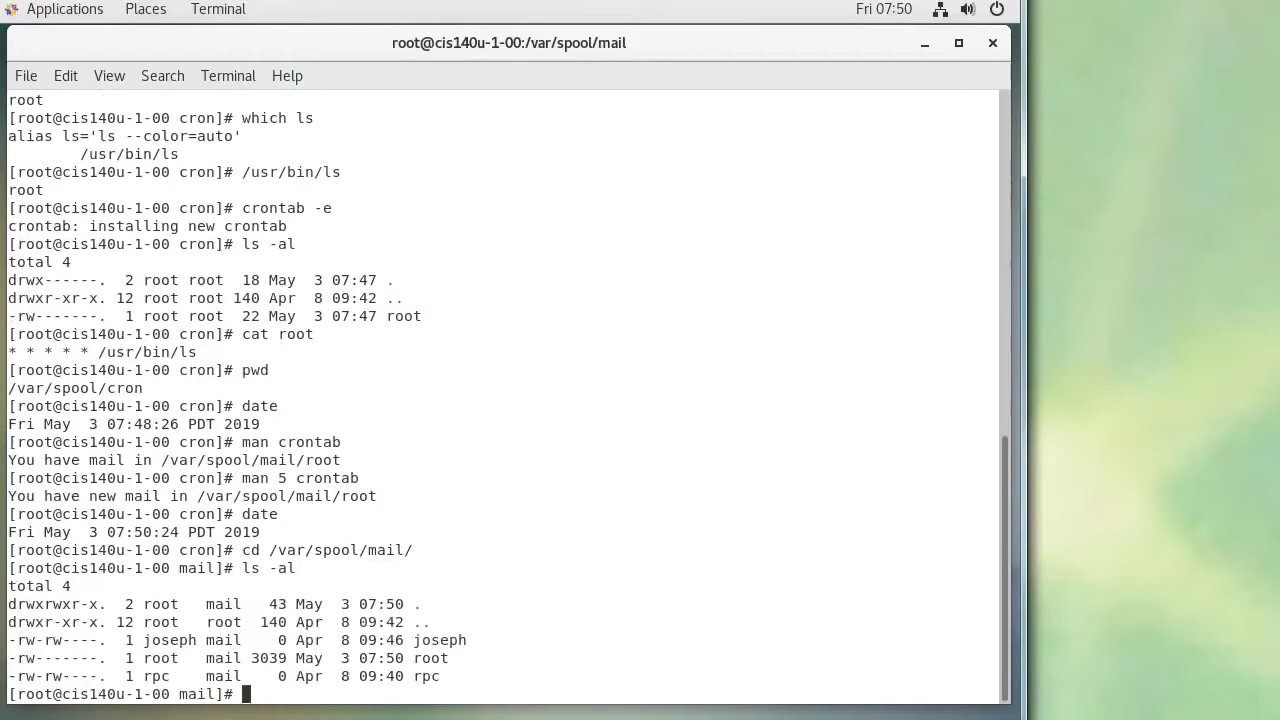 Applications Places Terminal Fri 07:50
root@cis140u-1-00:/var/spool/mail
File Edit View Search Terminal Help
root
[root@cis140u-1-00 cron]# which ls
alias ls='ls --color=auto'
        /usr/bin/ls
[root@cis140u-1-00 cron]# /usr/bin/ls
root
[root@cis140u-1-00 cron]# crontab -e
crontab: installing new crontab
[root@cis140u-1-00 cron]# ls -al
total 4
drwx------.  2 root root  18 May  3 07:47 .
drwxr-xr-x. 12 root root 140 Apr  8 09:42 ..
-rw-------.  1 root root  22 May  3 07:47 root
[root@cis140u-1-00 cron]# cat root
* * * * * /usr/bin/ls
[root@cis140u-1-00 cron]# pwd
/var/spool/cron
[root@cis140u-1-00 cron]# date
Fri May  3 07:48:26 PDT 2019
[root@cis140u-1-00 cron]# man crontab
You have mail in /var/spool/mail/root
[root@cis140u-1-00 cron]# man 5 crontab
You have new mail in /var/spool/mail/root
[root@cis140u-1-00 cron]# date
Fri May  3 07:50:24 PDT 2019
[root@cis140u-1-00 cron]# cd /var/spool/mail/
[root@cis140u-1-00 mail]# ls -al
total 4
drwxrwxr-x.  2 root   mail   43 May  3 07:50 .
drwxr-xr-x. 12 root   root  140 Apr  8 09:42 ..
-rw-rw----.  1 joseph mail    0 Apr  8 09:46 joseph
-rw-------.  1 root   mail 3039 May  3 07:50 root
-rw-rw----.  1 rpc    mail    0 Apr  8 09:40 rpc
[root@cis140u-1-00 mail]#